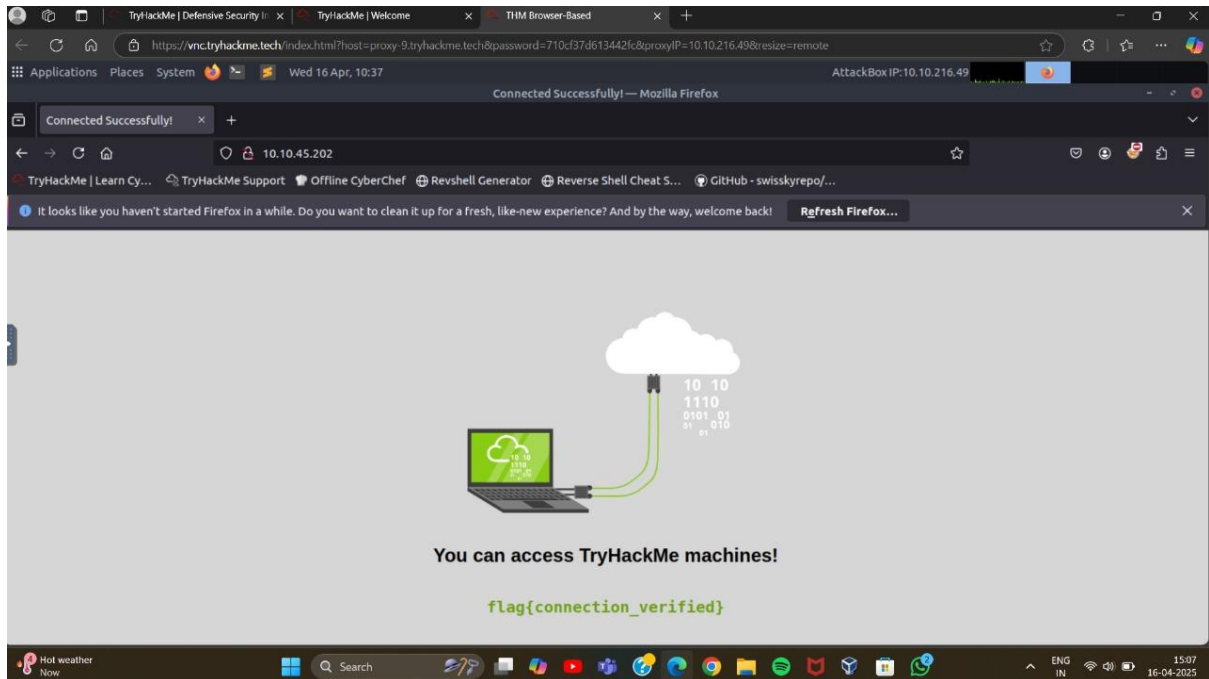 TryHackMe | Defensive Security In
TryHackMe | Welcome
THM Browser-Based
https://vnc.tryhackme.tech/index.html?host=proxy-9.tryhackme.tech&password=710cf37d613442fc&proxyIP=10.10.216.49&resize=remote
Applications Places System Wed 16 Apr, 10:37 AttackBox IP:10.10.216.49
Connected Successfully! — Mozilla Firefox
Connected Successfully!
10.10.45.202
TryHackMe | Learn Cy... TryHackMe Support Offline CyberChef Revshell Generator Reverse Shell Cheat S... GitHub - swisskyrepo/...
It looks like you haven't started Firefox in a while. Do you want to clean it up for a fresh, like-new experience? And by the way, welcome back! Refresh Firefox...
10 10
1110
0101 01
01 010
01
10 10
1110
You can access TryHackMe machines!
flag{connection_verified}
Hot weather
Now
Search
ENG
IN
15:07
16-04-2025